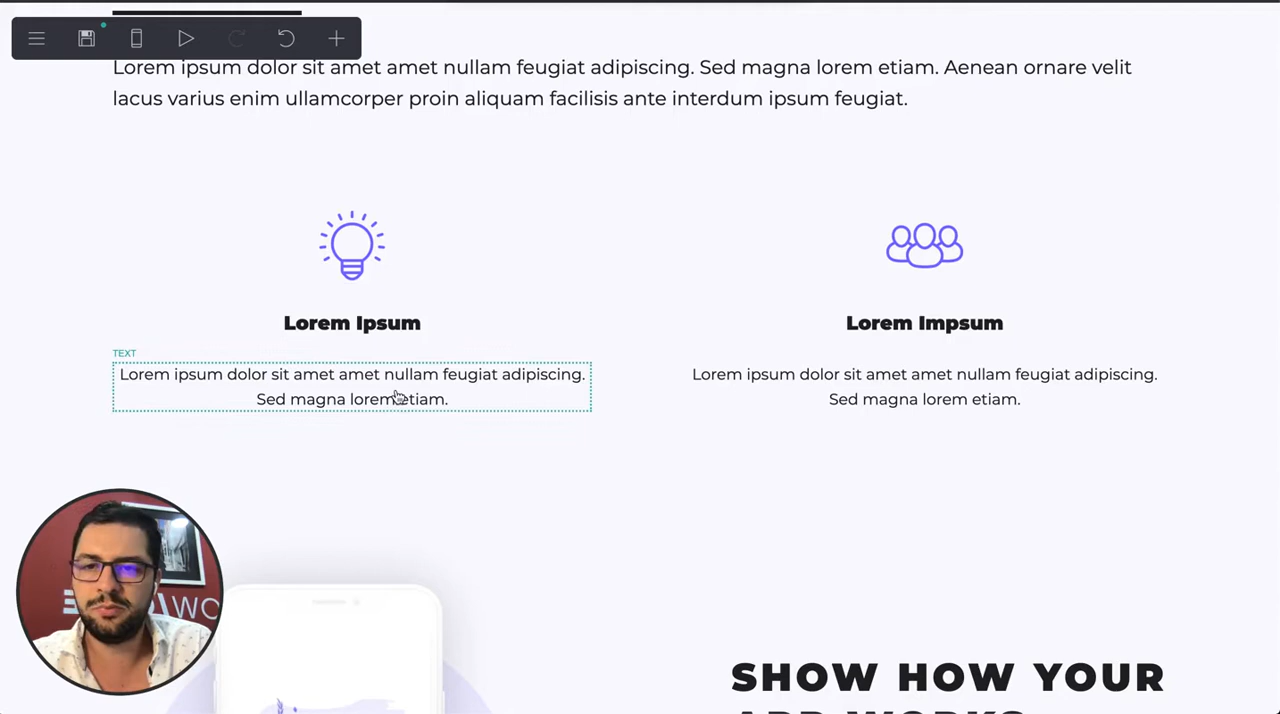 Lorem ipsum dolor sit amet amet nullam feugiat adipiscing. Sed magna lorem etiam. Aenean ornare velit
lacus varius enim ullamcorper proin aliquam facilisis ante interdum ipsum feugiat.
Lorem Ipsum
TEXT
Lorem ipsum dolor sit amet amet nullam feugiat adipiscing.
Sed magna lorem etiam.
Lorem Impsum
Lorem ipsum dolor sit amet amet nullam feugiat adipiscing.
Sed magna lorem etiam.
SHOW HOW YOUR
APP WORKS